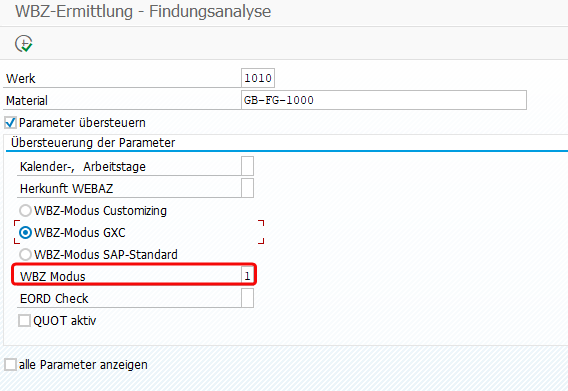 WBZ-Ermittlung - Findungsanalyse
Werk 1010
Material GB-FG-1000
Parameter übersteuern
Übersteuerung der Parameter
Kalender-, Arbeitstage
Herkunft WEBAZ
WBZ-Modus Customizing
WBZ-Modus GXC
WBZ-Modus SAP-Standard
WBZ Modus 1
EORD Check
QUOT aktiv
alle Parameter anzeigen